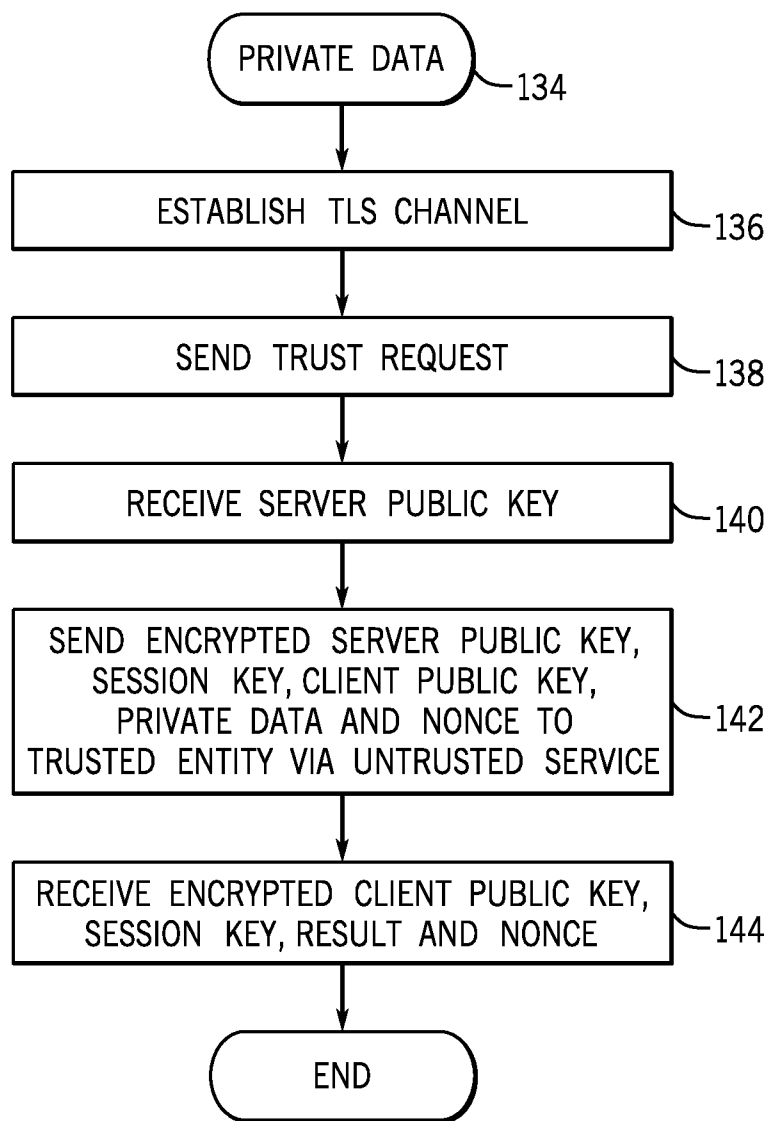 PRIVATE DATA
134
ESTABLISH TLS CHANNEL
136
SEND TRUST REQUEST
138
RECEIVE SERVER PUBLIC KEY
140
SEND ENCRYPTED SERVER PUBLIC KEY,
SESSION KEY, CLIENT PUBLIC KEY,
PRIVATE DATA AND NONCE TO
TRUSTED ENTITY VIA UNTRUSTED SERVICE
142
RECEIVE ENCRYPTED CLIENT PUBLIC KEY,
SESSION KEY, RESULT AND NONCE
144
END